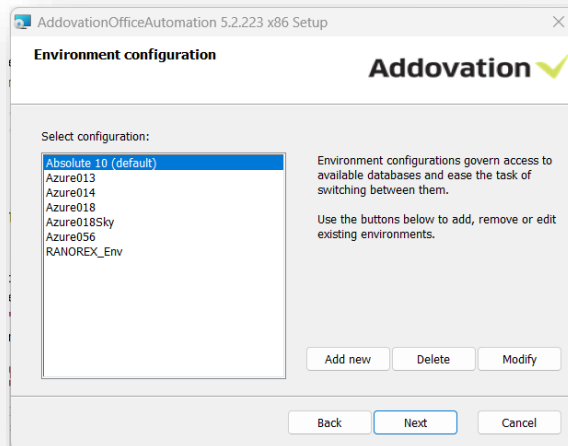 AddovationOfficeAutomation 5.2.223 x86 Setup
Environment configuration
Addovation
Select configuration:
Absolute 10 (default)
Azure013
Azure014
Azure018
Azure018Sky
Azure056
RANOREX_Env
Environment configurations govern access to
available databases and ease the task of
switching between them.
Use the buttons below to add, remove or edit
existing environments.
Add new
Delete
Modify
Back
Next
Cancel